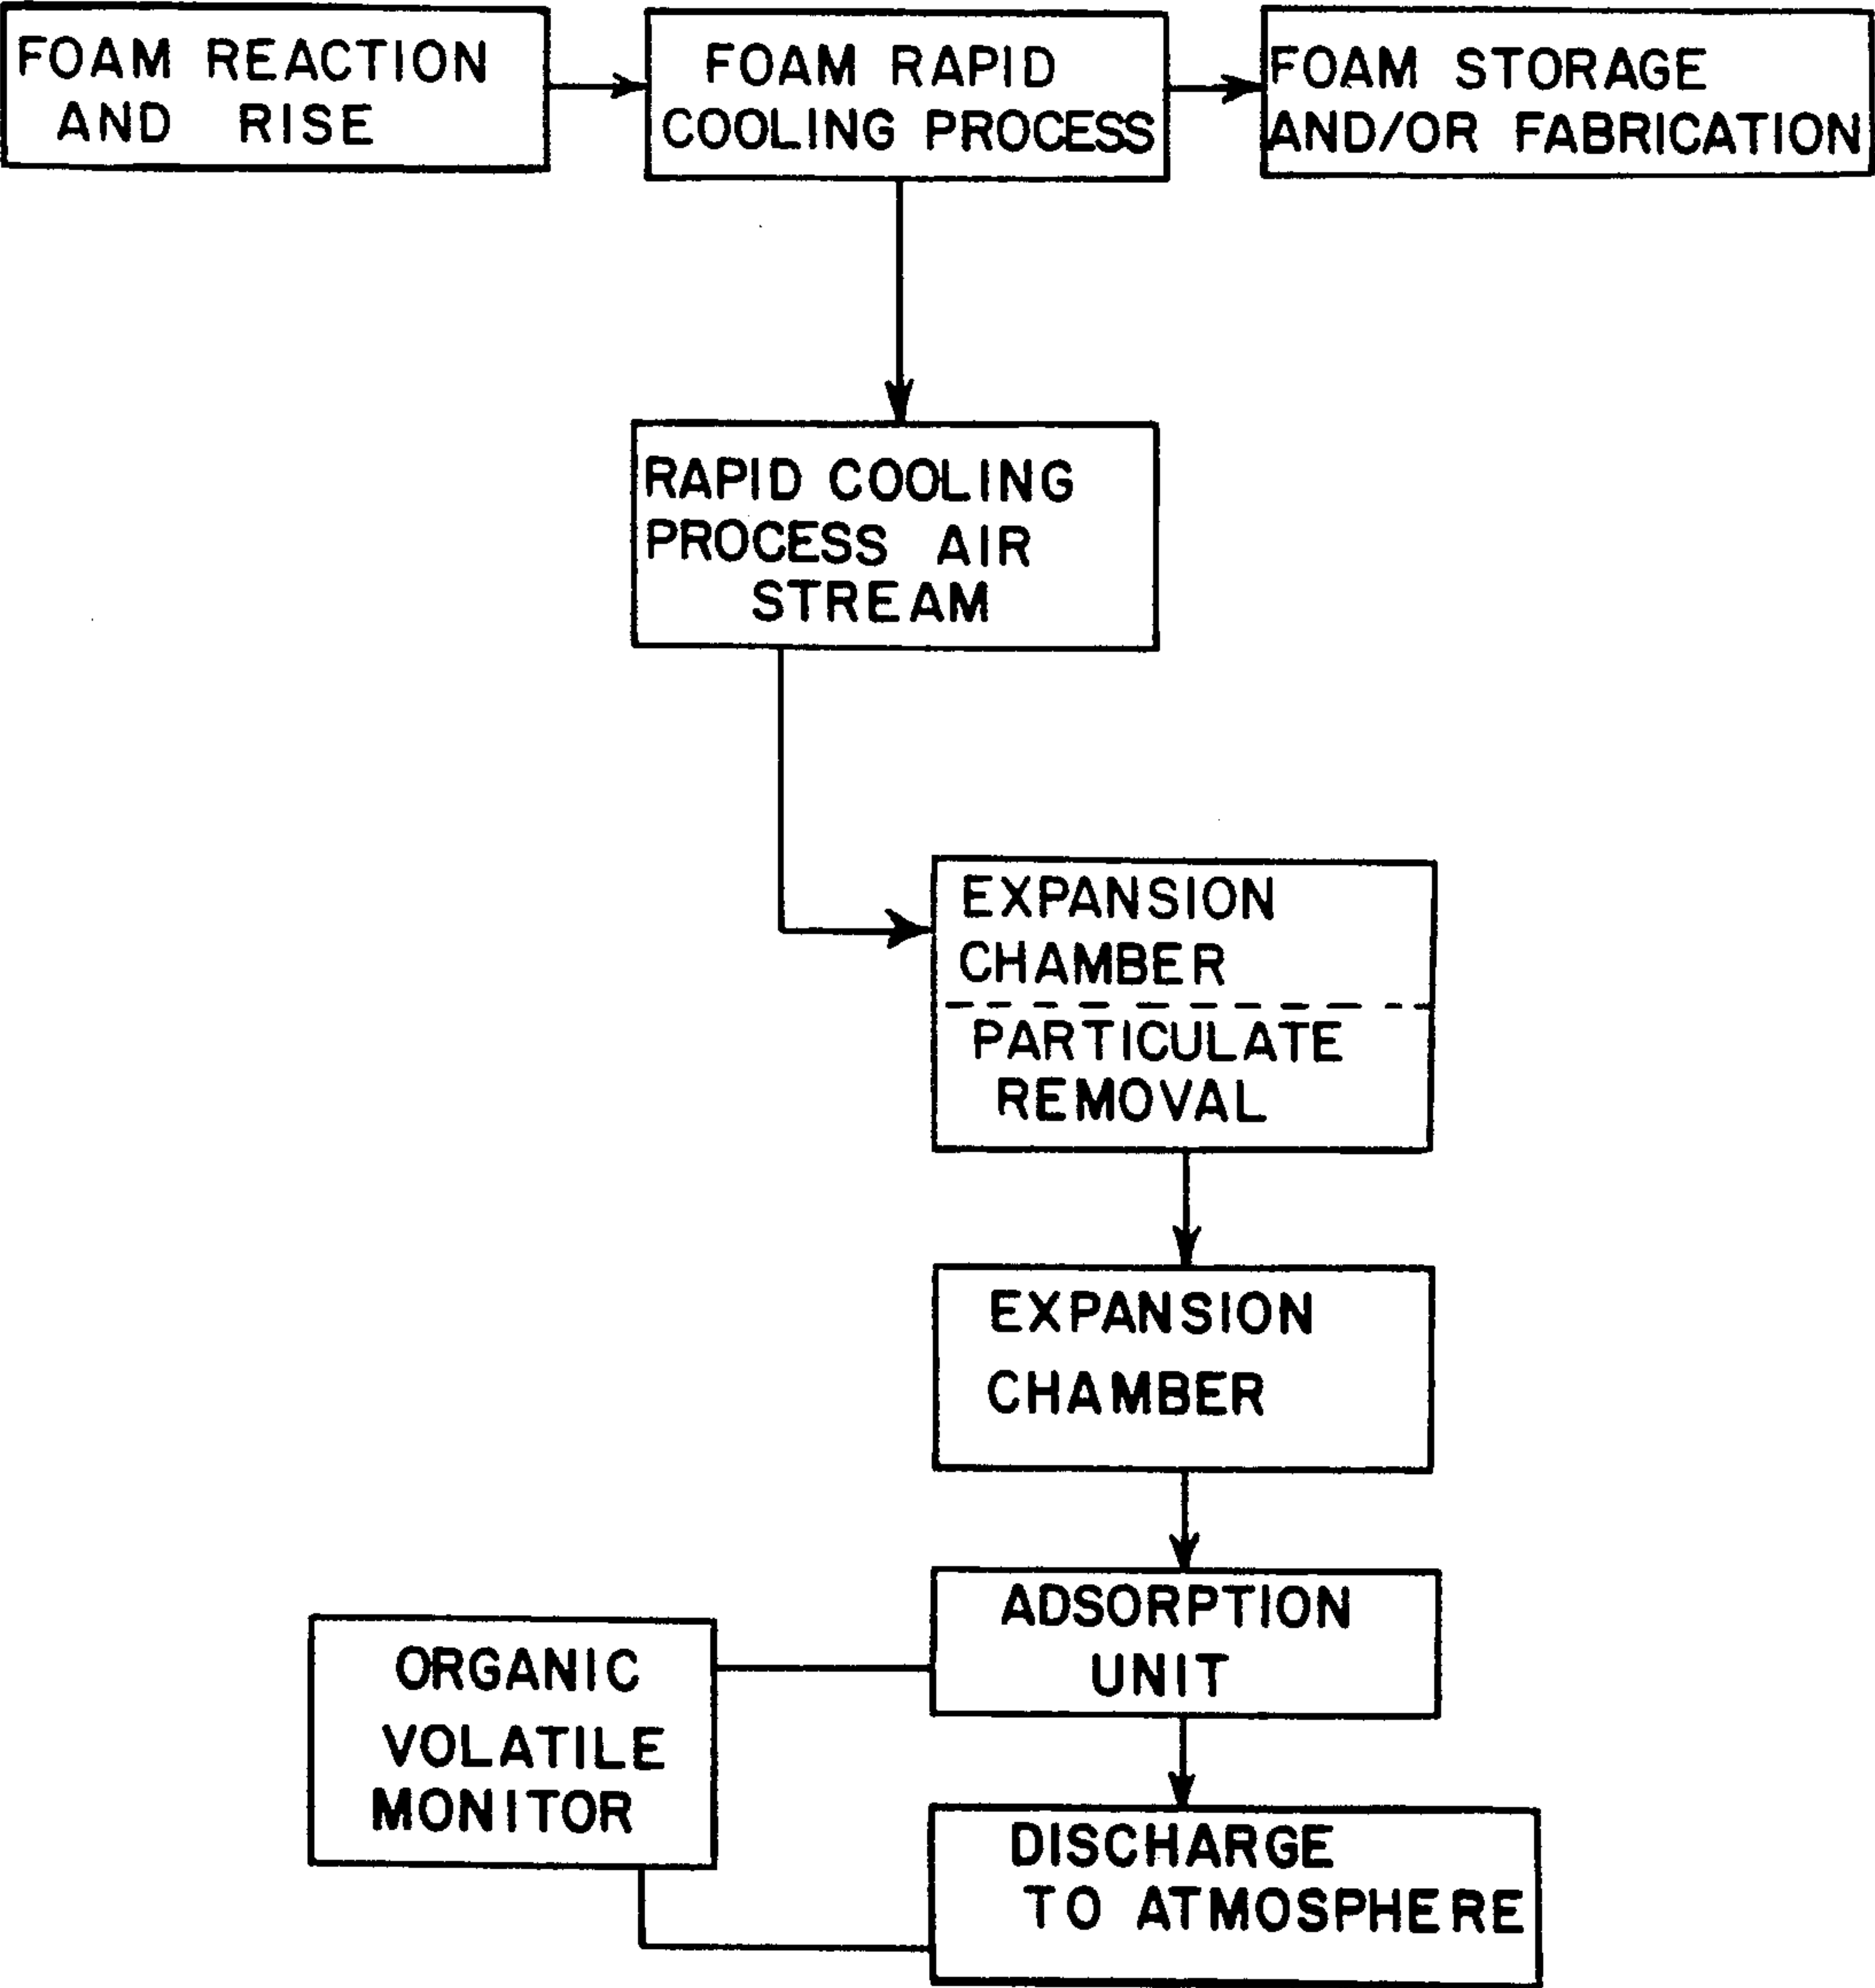 FOAM REACTION
AND RISE
FOAM RAPID
COOLING PROCESS
FOAM STORAGE
AND/OR FABRICATION
RAPID COOLING
PROCESS AIR
STREAM
EXPANSION
CHAMBER
PARTICULATE
REMOVAL
EXPANSION
CHAMBER
ADSORPTION
UNIT
ORGANIC
VOLATILE
MONITOR
DISCHARGE
TO ATMOSPHERE